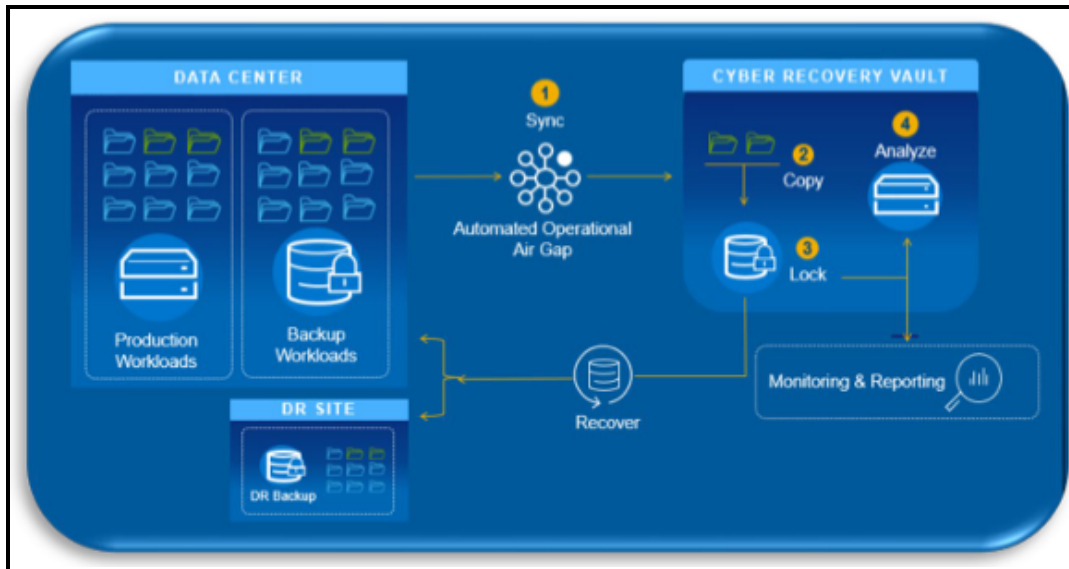 DATA CENTER
Production
Workloads
Backup
Workloads
1
Sync
Automated Operational
Air Gap
CYBER RECOVERY VAULT
2
Copy
3
Lock
4
Analyze
Monitoring & Reporting
Recover
DR SITE
DR Backup